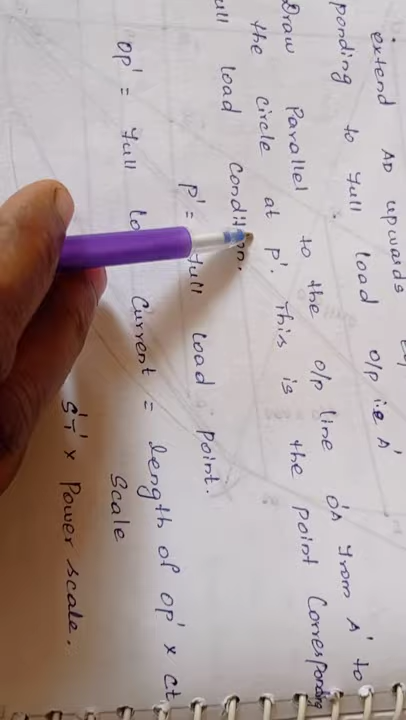 extend AD upwards
ponding to full load o/p i.e A'
Draw Parallel to the o/p line O'A from A' to
the circle at P'. This is the point Corresponding
ull load condition.
P' = full load point.
OP' = full lo Current = length of OP' × ct
Scale
S'T' × Power scale.